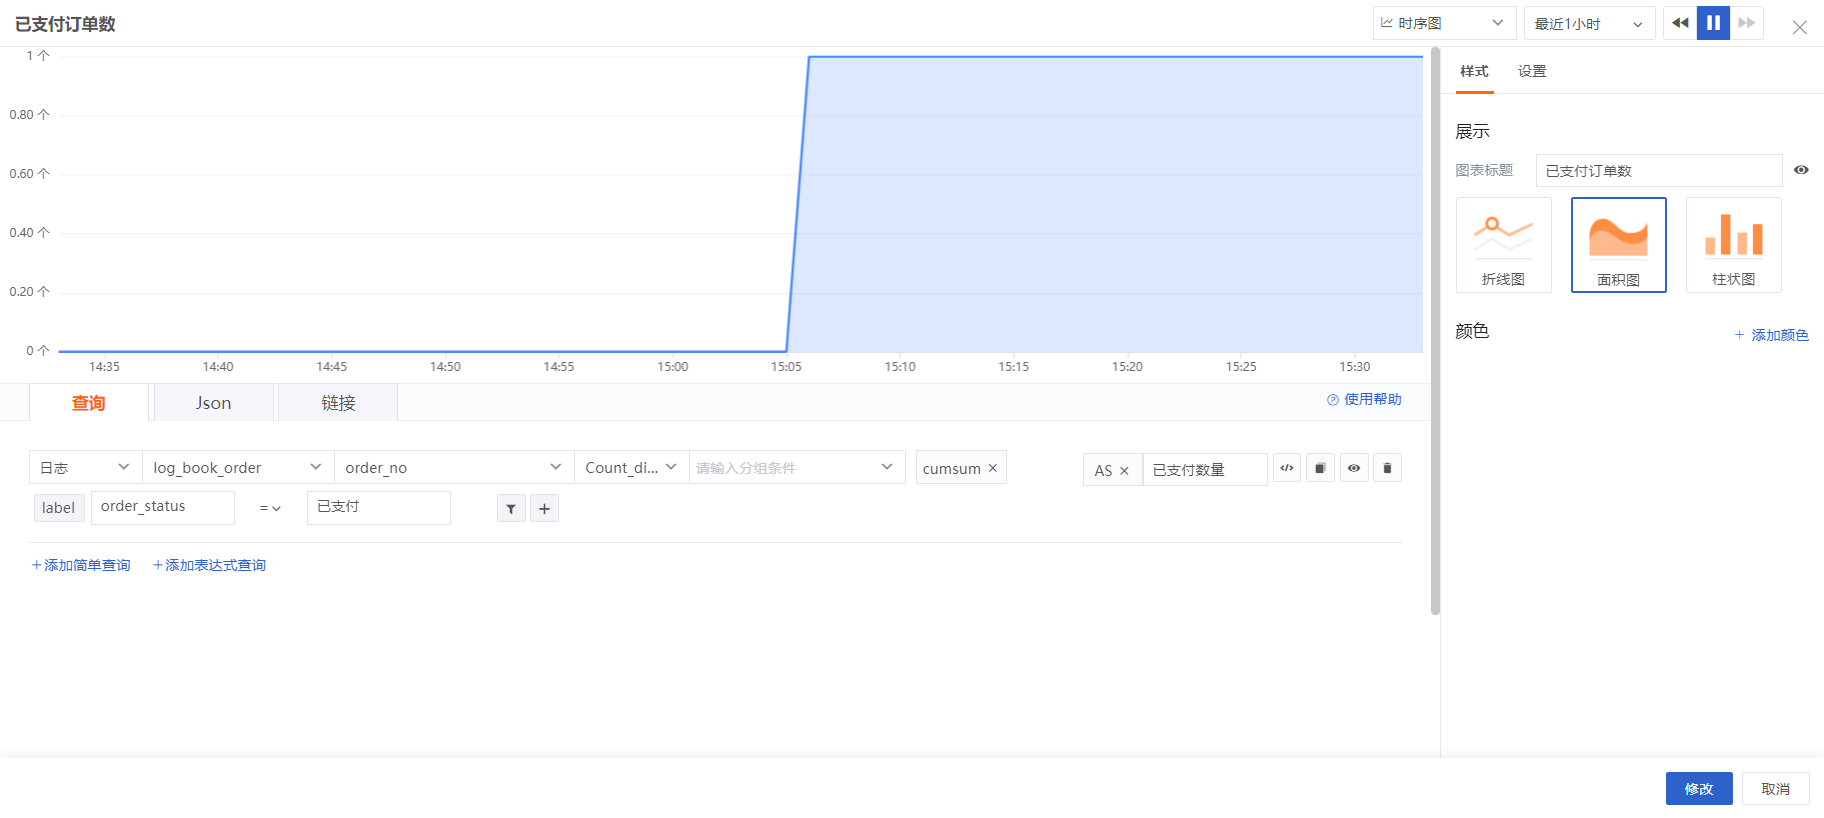 已支付订单数
时序图
最近1小时
1 个
0.80 个
0.60 个
0.40 个
0.20 个
0 个
14:35 14:40 14:45 14:50 14:55 15:00 15:05 15:10 15:15 15:20 15:25 15:30
样式 设置
展示
图表标题 已支付订单数
折线图 面积图 柱状图
颜色 + 添加颜色
查询 Json 链接 使用帮助
日志 log_book_order order_no Count_di... 请输入分组条件 cumsum × AS × 已支付数量
label order_status = 已支付
+添加简单查询 +添加表达式查询
修改 取消